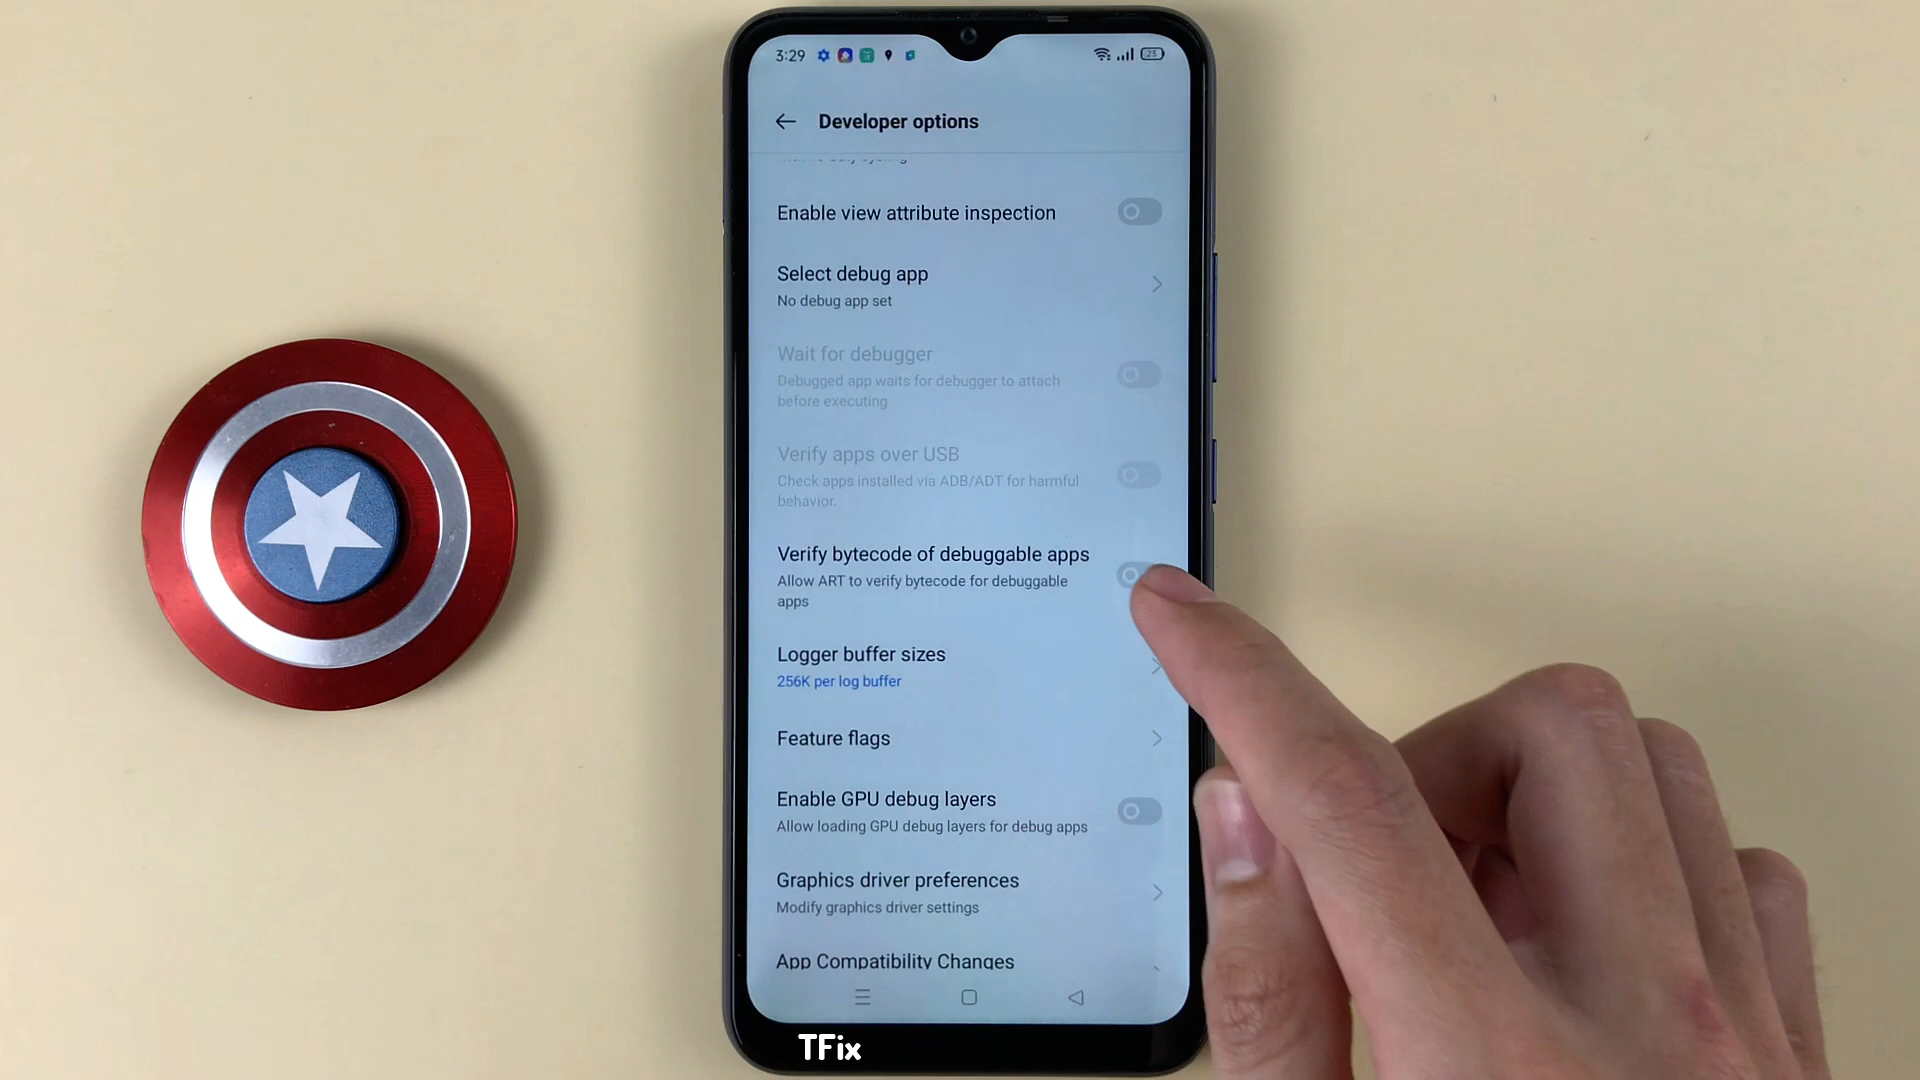 3:29
23
Developer options
Enable view attribute inspection
Select debug app
No debug app set
Wait for debugger
Debugged app waits for debugger to attach
before executing
Verify apps over USB
Check apps installed via ADB/ADT for harmful
behavior.
Verify bytecode of debuggable apps
Allow ART to verify bytecode for debuggable
apps
Logger buffer sizes
256K per log buffer
Feature flags
Enable GPU debug layers
Allow loading GPU debug layers for debug apps
Graphics driver preferences
Modify graphics driver settings
App Compatibility Changes
TFix